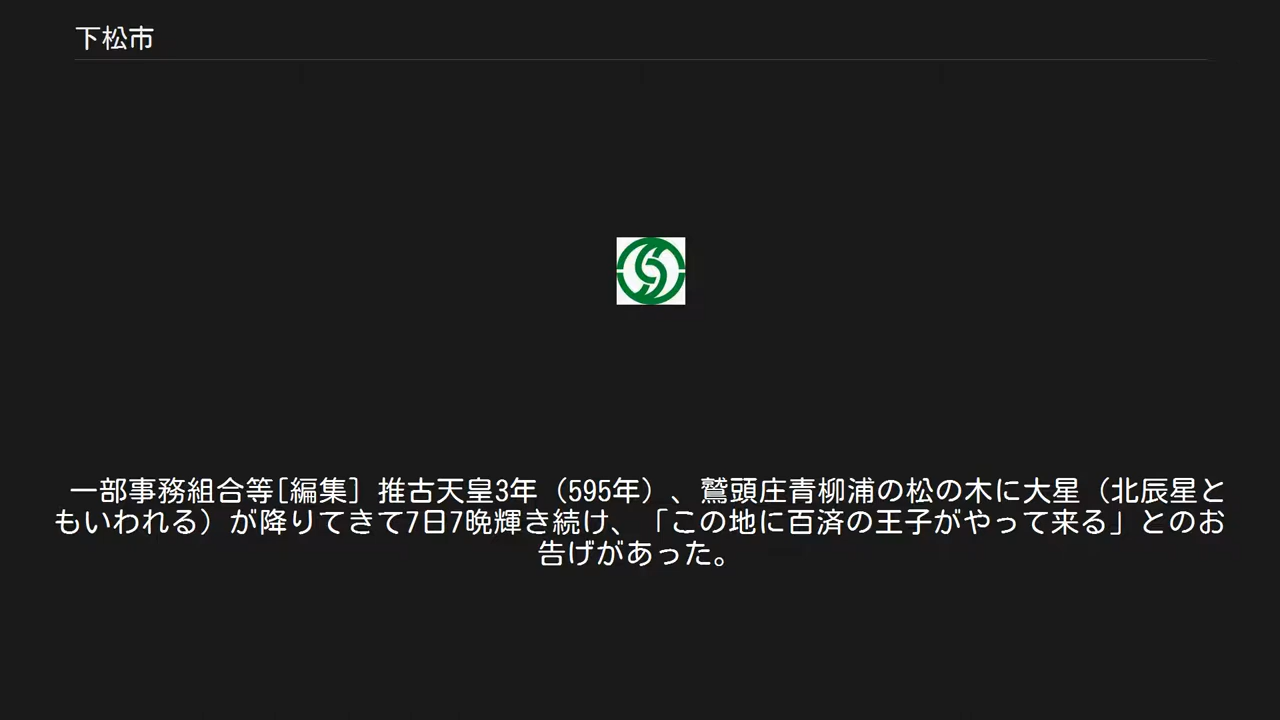 下松市
一部事務組合等[編集] 推古天皇3年（595年）、鷲頭庄青柳浦の松の木に大星（北辰星と
もいわれる）が降りてきて7日7晩輝き続け、「この地に百済の王子がやって来る」とのお
告げがあった。